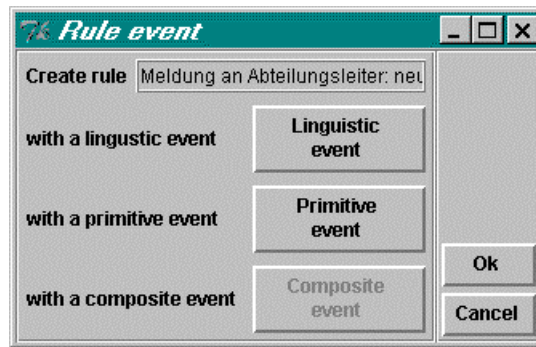 Rule event
Create rule Meldung an Abteilungsleiter: neu
with a lingustic event
Linguistic
event
with a primitive event
Primitive
event
with a composite event
Composite
event
Ok
Cancel